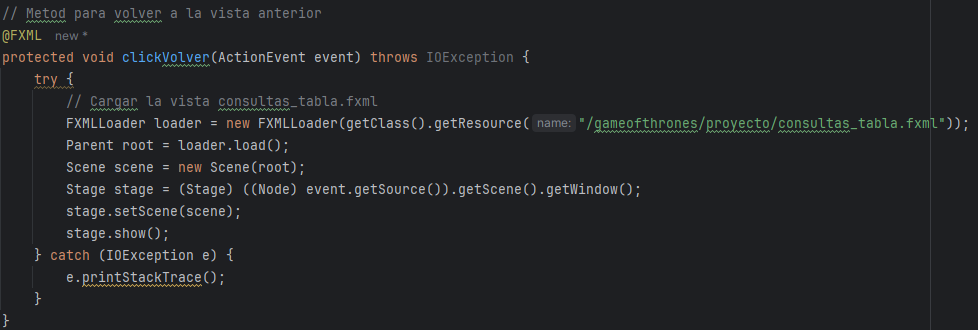 // Metod para volver a la vista anterior
@FXML new *
protected void clickVolver(ActionEvent event) throws IOException {
try {
// Cargar la vista consultas_tabla.fxml
FXMLLoader loader = new FXMLLoader(getClass().getResource( name: "/gameofthrones/proyecto/consultas_tabla.fxml"));
Parent root = loader.load();
Scene scene = new Scene(root);
Stage stage = (Stage) ((Node) event.getSource()).getScene().getWindow();
stage.setScene(scene);
stage.show();
} catch (IOException e) {
e.printStackTrace();
}
}